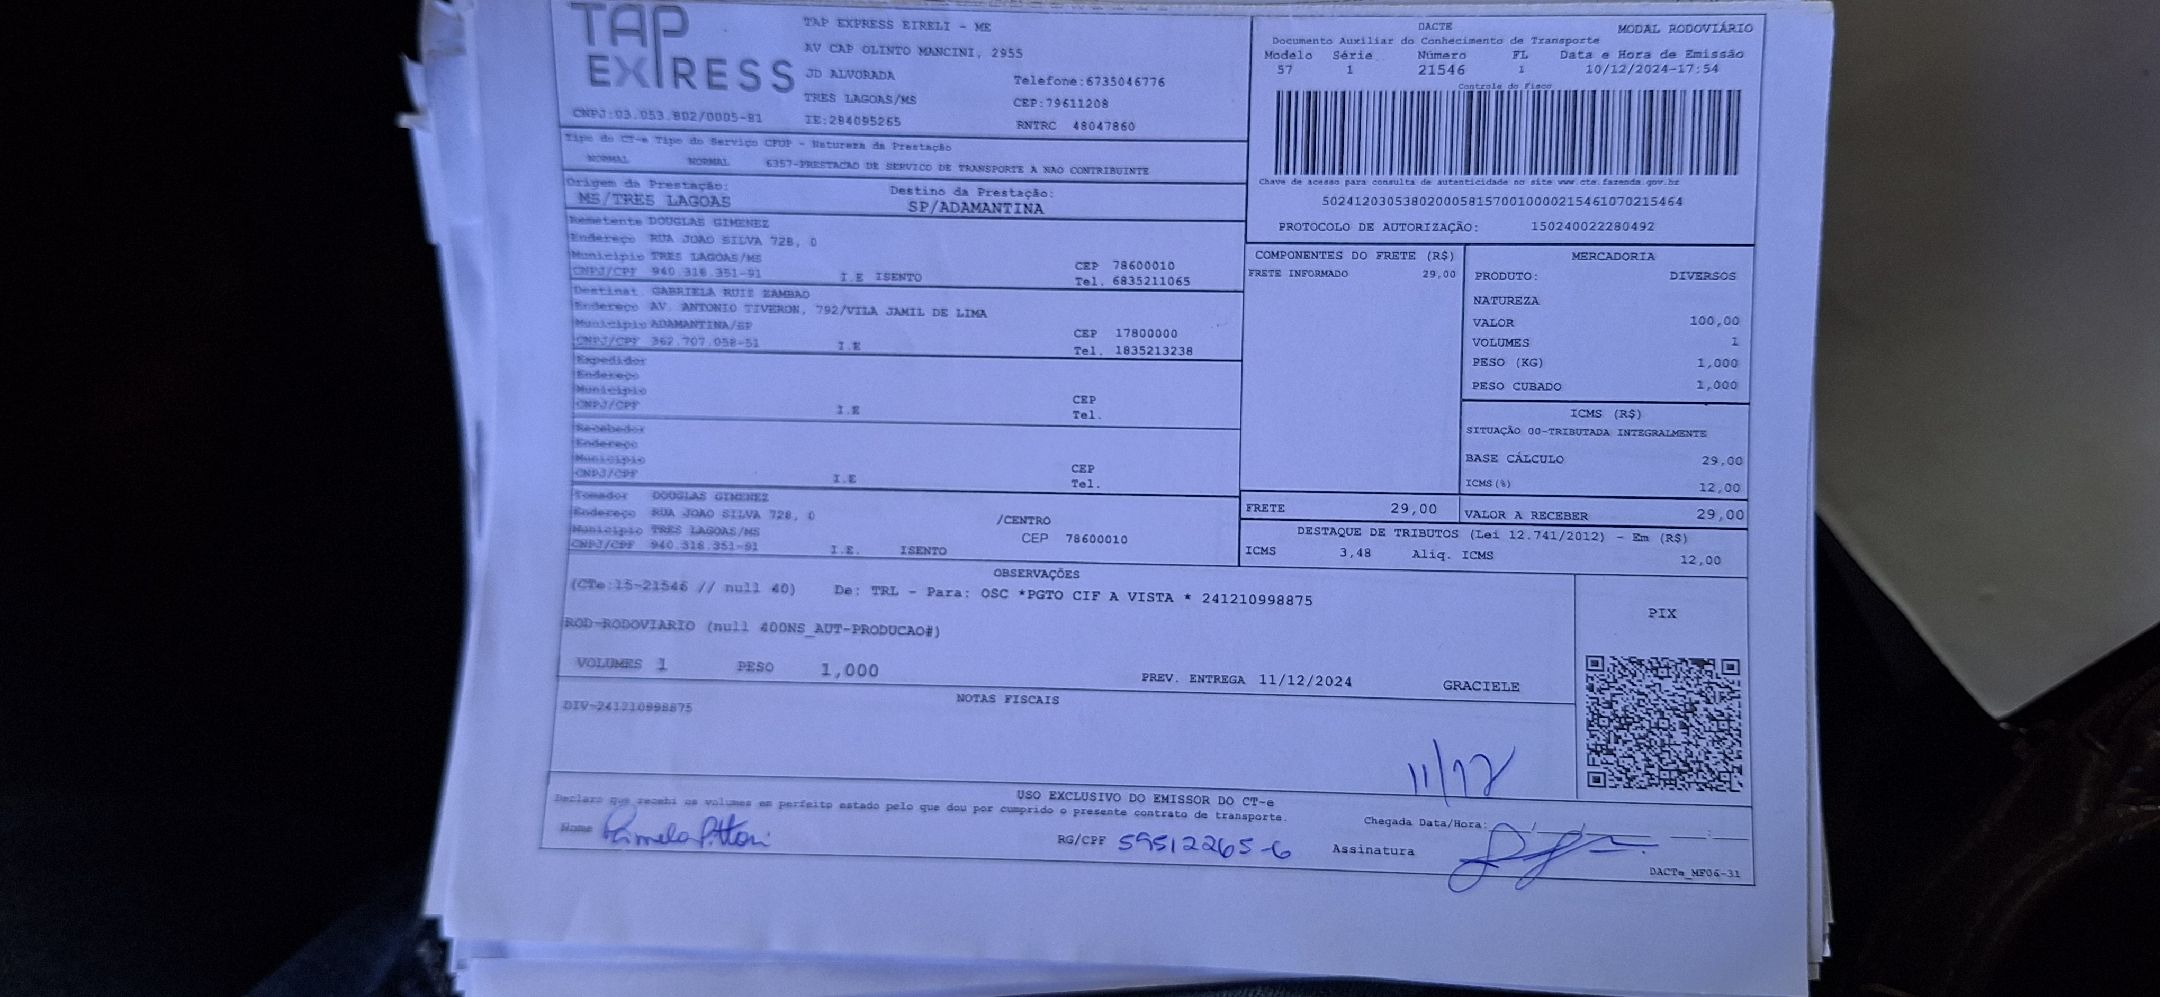 TAP EXPRESS
TAP EXPRESS EIRELI - ME
AV CAP OLINTO MANCINI, 2955
JD ALVORADA Telefone:6735046776
TRES LAGOAS/MS CEP:79611208
CNPJ:03.053.802/0005-81 IE:284095265 RNTRC 48047860
DACTE MODAL RODOVIÁRIO
Documento Auxiliar do Conhecimento de Transporte
Modelo Série Número FL Data e Hora de Emissão
57 1 21546 1 10/12/2024-17:54
Controle do Fisco
Chave de acesso para consulta de autenticidade no site www.cte.fazenda.gov.br
50241203053802000581570010000215461070215464
PROTOCOLO DE AUTORIZAÇÃO: 150240022280492
Tipo do CT-e Tipo do Serviço CFOP - Natureza da Prestação
NORMAL NORMAL 6357-PRESTACAO DE SERVICO DE TRANSPORTE A NAO CONTRIBUINTE
Origem da Prestação: Destino da Prestação:
MS/TRES LAGOAS SP/ADAMANTINA
Remetente DOUGLAS GIMENEZ
Endereço RUA JOAO SILVA 728, 0
Município TRES LAGOAS/MS CEP 78600010
CNPJ/CPF 940.318.351-91 I.E ISENTO Tel. 6835211065
Destinat. GABRIELA RUIZ ZAMBAO
Endereço AV. ANTONIO TIVERON, 792/VILA JAMIL DE LIMA
Município ADAMANTINA/SP CEP 17800000
CNPJ/CPF 362.707.058-51 I.E Tel. 1835213238
Expedidor
Endereço
Município CEP
CNPJ/CPF I.E Tel.
Recebedor
Endereço
Município CEP
CNPJ/CPF I.E Tel.
Tomador DOUGLAS GIMENEZ
Endereço RUA JOAO SILVA 728, 0 /CENTRO
Município TRES LAGOAS/MS CEP 78600010
CNPJ/CPF 940.318.351-91 I.E. ISENTO
COMPONENTES DO FRETE (R$)
FRETE INFORMADO 29,00
MERCADORIA
PRODUTO: DIVERSOS
NATUREZA
VALOR 100,00
VOLUMES 1
PESO (KG) 1,000
PESO CUBADO 1,000
ICMS (R$)
SITUAÇÃO 00-TRIBUTADA INTEGRALMENTE
BASE CÁLCULO 29,00
ICMS(%) 12,00
FRETE 29,00 VALOR A RECEBER 29,00
DESTAQUE DE TRIBUTOS (Lei 12.741/2012) - Em (R$)
ICMS 3,48 Aliq. ICMS 12,00
OBSERVAÇÕES
(CTe:15-21546 // null 40) De: TRL - Para: OSC *PGTO CIF A VISTA * 241210998875
ROD-RODOVIARIO (null 400NS_AUT-PRODUCAO#)
VOLUMES 1 PESO 1,000 PREV. ENTREGA 11/12/2024 GRACIELE
PIX
NOTAS FISCAIS
DIV-241210998875
11/12
USO EXCLUSIVO DO EMISSOR DO CT-e
Declaro que recebi os volumes em perfeito estado pelo que dou por cumprido o presente contrato de transporte.
Chegada Data/Hora: __/__/____ __:__
Nome RG/CPF 59512265-6 Assinatura
DACTe_MF06-31